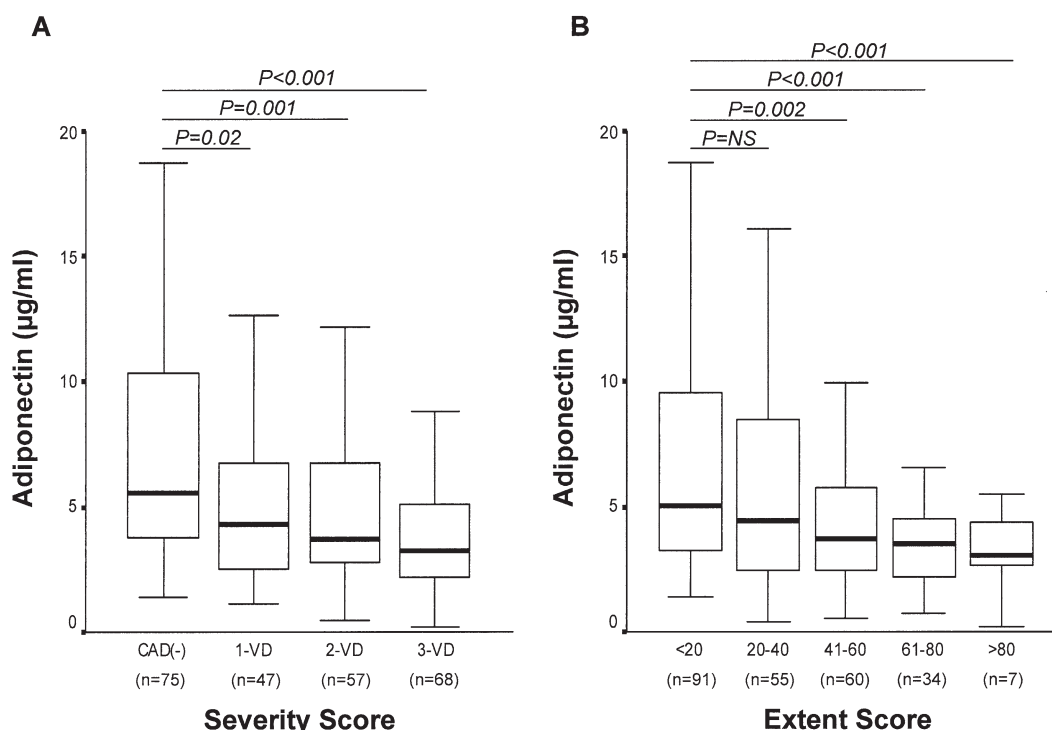 A
P<0.001
P=0.001
P=0.02
20
15
10
5
0
Adiponectin (µg/ml)
CAD(-) 1-VD 2-VD 3-VD
(n=75) (n=47) (n=57) (n=68)
Severity Score
B
P<0.001
P<0.001
P=0.002
P=NS
20
15
10
5
0
Adiponectin (µg/ml)
<20 20-40 41-60 61-80 >80
(n=91) (n=55) (n=60) (n=34) (n=7)
Extent Score